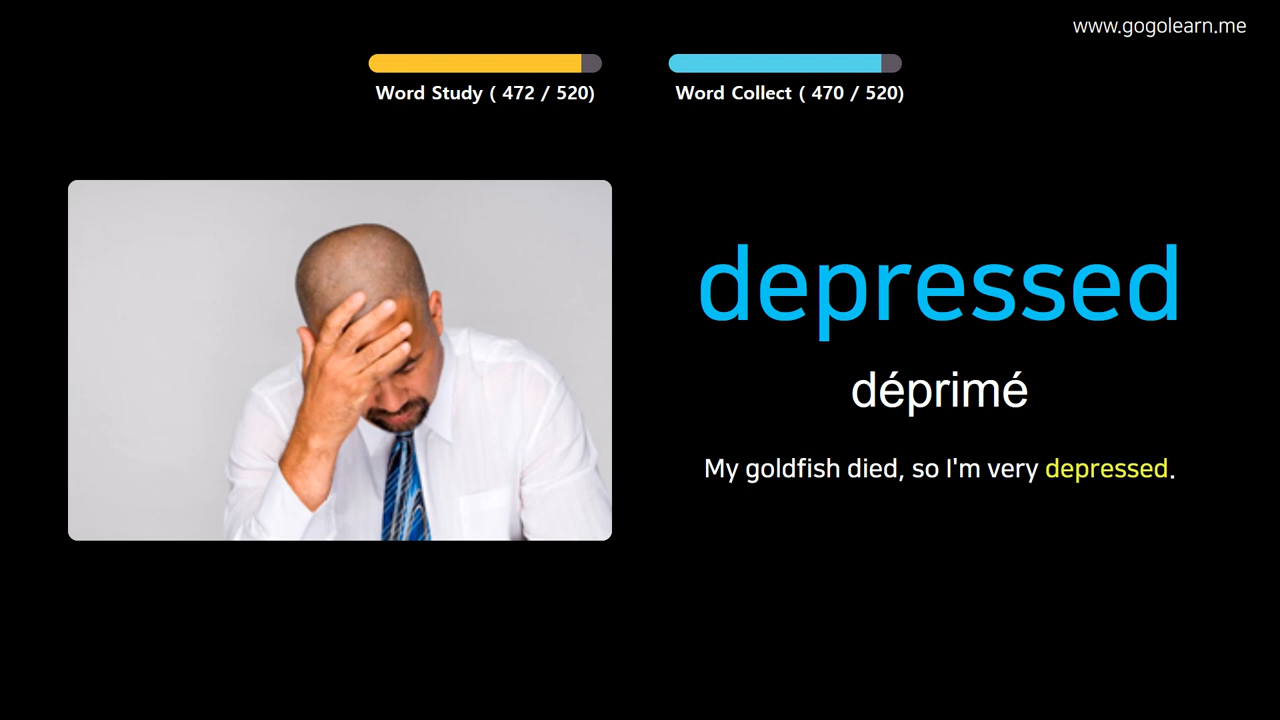 www.gogolearn.me
Word Study ( 472 / 520)
Word Collect ( 470 / 520)
depressed
déprimé
My goldfish died, so I'm very depressed.